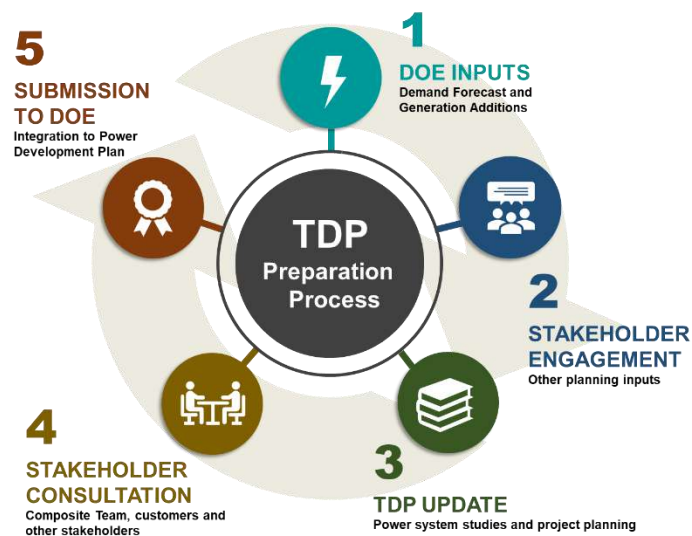 TDP
Preparation
Process
1
DOE INPUTS
Demand Forecast and
Generation Additions
2
STAKEHOLDER
ENGAGEMENT
Other planning inputs
3
TDP UPDATE
Power system studies and project planning
4
STAKEHOLDER
CONSULTATION
Composite Team, customers and
other stakeholders
5
SUBMISSION
TO DOE
Integration to Power
Development Plan